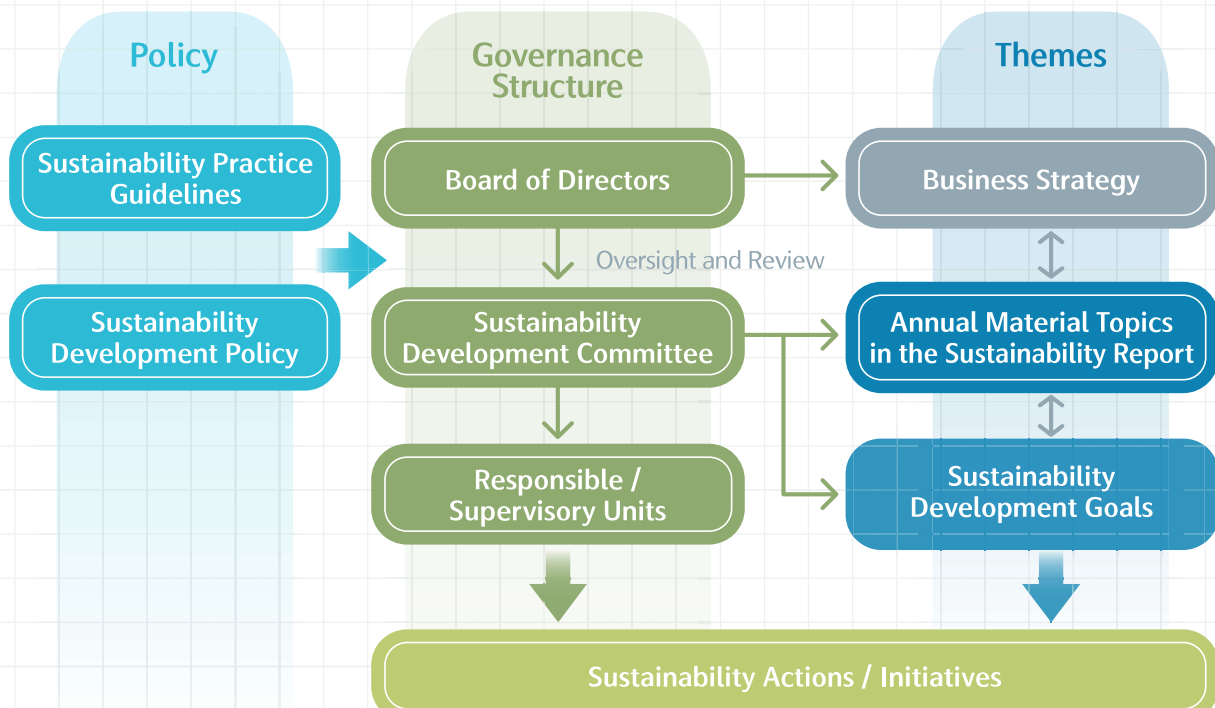 Policy
Governance
Structure
Themes
Sustainability Practice
Guidelines
Board of Directors
Business Strategy
Oversight and Review
Sustainability
Development Policy
Sustainability
Development Committee
Annual Material Topics
in the Sustainability Report
Responsible /
Supervisory Units
Sustainability
Development Goals
Sustainability Actions / Initiatives